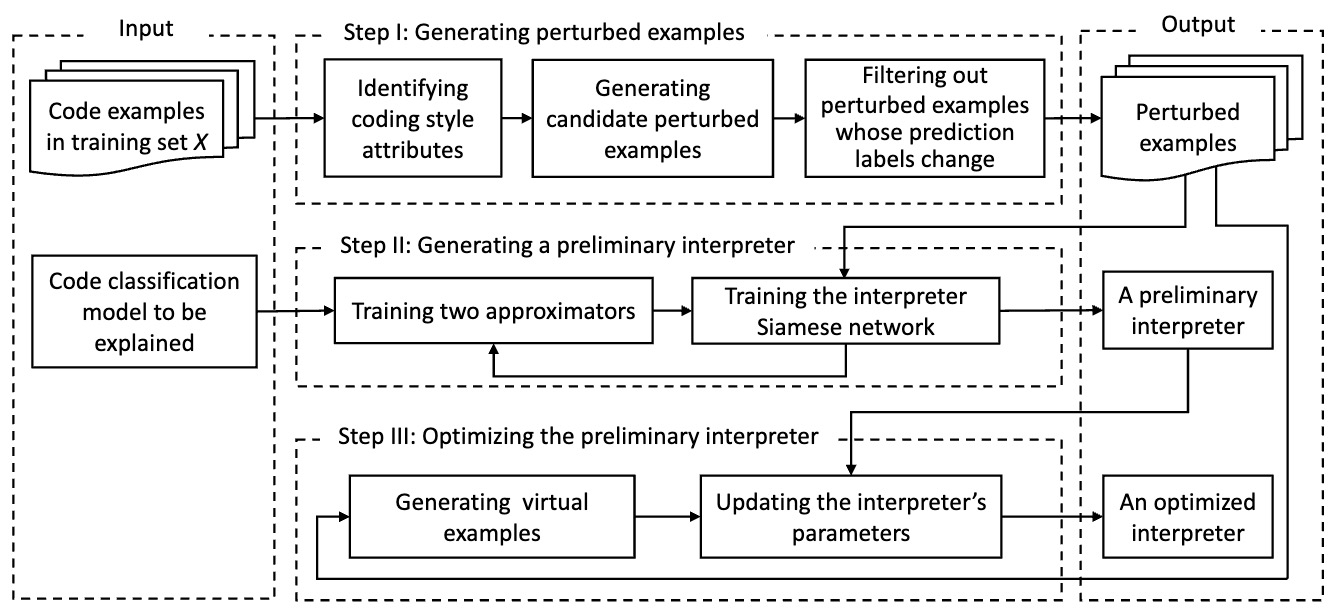 Input
Step I: Generating perturbed examples
Output
Code examples
in training set X
Identifying
coding style
attributes
Generating
candidate perturbed
examples
Filtering out
perturbed examples
whose prediction
labels change
Perturbed
examples
Step II: Generating a preliminary interpreter
Code classification
model to be
explained
Training two approximators
Training the interpreter
Siamese network
A preliminary
interpreter
Step III: Optimizing the preliminary interpreter
Generating virtual
examples
Updating the interpreter's
parameters
An optimized
interpreter